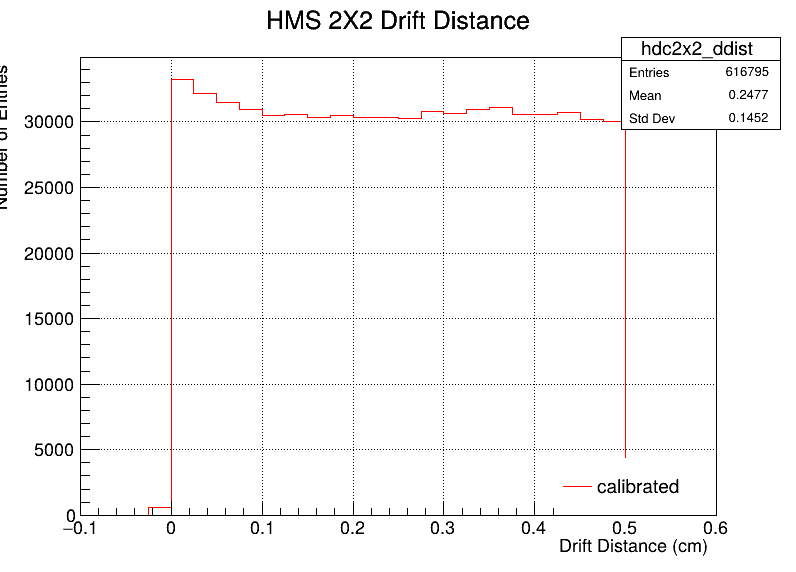 HMS 2X2 Drift Distance
hdc2x2_ddist
Entries 616795
Mean 0.2477
Std Dev 0.1452
Number of Entries
30000
25000
20000
15000
10000
5000
0
−0.1 0 0.1 0.2 0.3 0.4 0.5 0.6
calibrated
Drift Distance (cm)